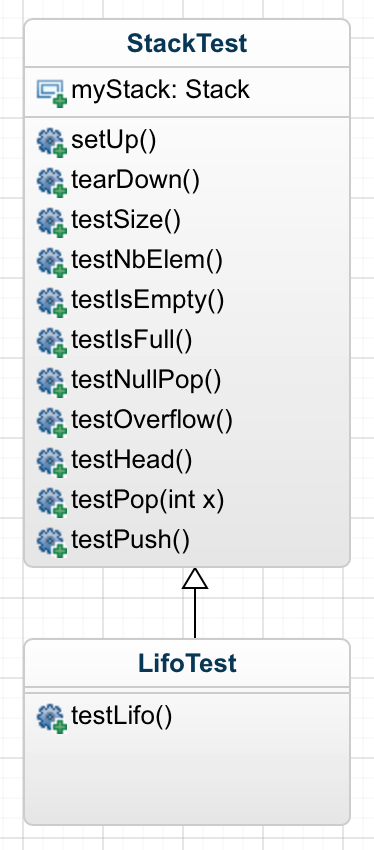 StackTest
myStack: Stack
setUp()
tearDown()
testSize()
testNbElem()
testIsEmpty()
testIsFull()
testNullPop()
testOverflow()
testHead()
testPop(int x)
testPush()
LifoTest
testLifo()